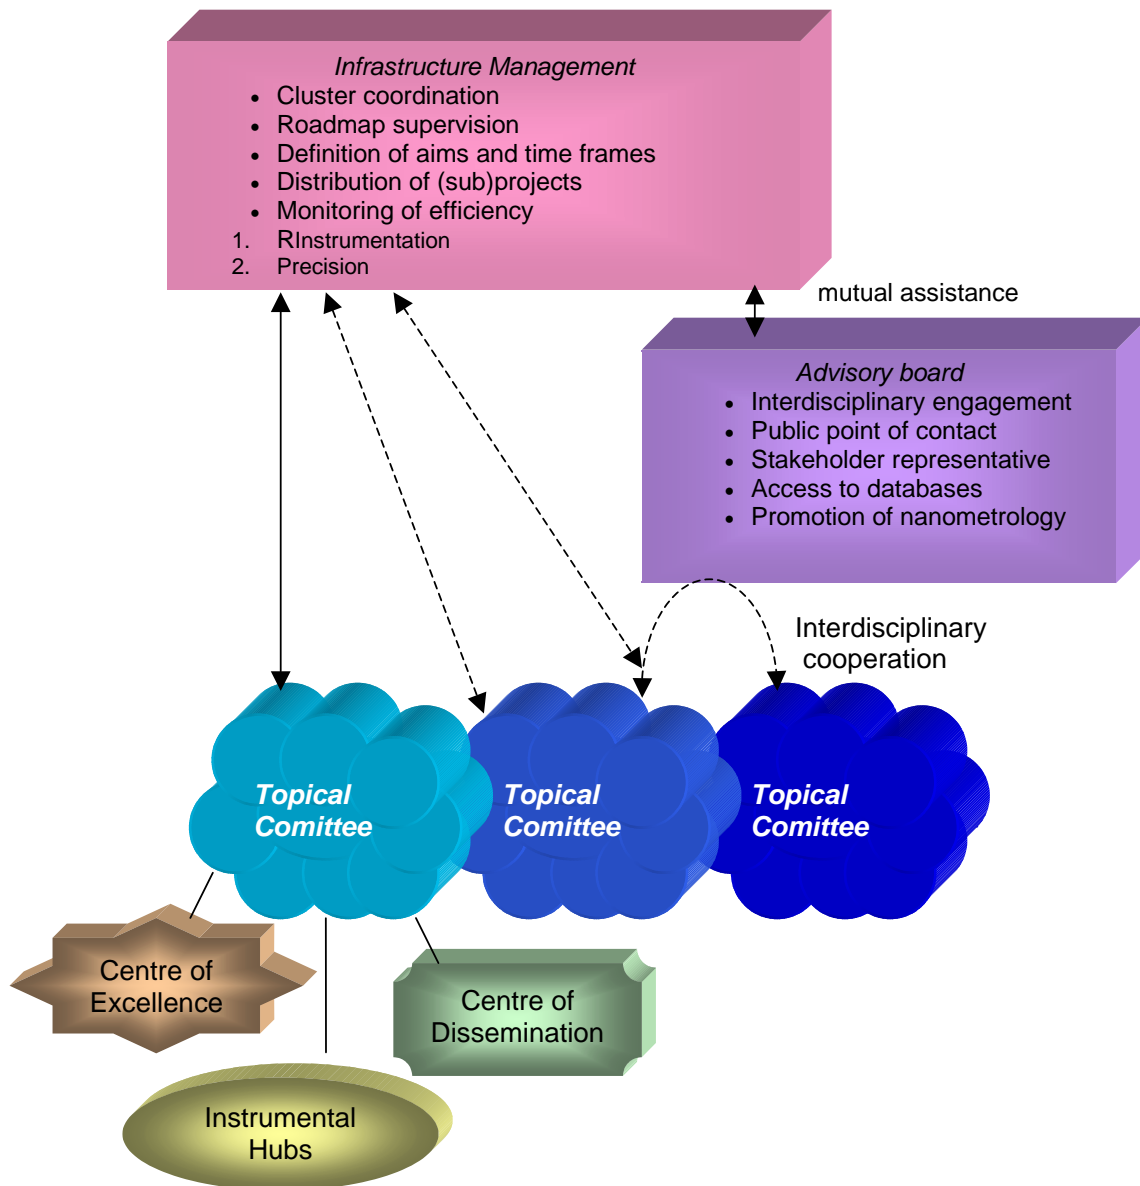 Infrastructure Management
• Cluster coordination
• Roadmap supervision
• Definition of aims and time frames
• Distribution of (sub)projects
• Monitoring of efficiency
1. RInstrumentation
2. Precision
mutual assistance
Advisory board
• Interdisciplinary engagement
• Public point of contact
• Stakeholder representative
• Access to databases
• Promotion of nanometrology
Interdisciplinary
cooperation
Topical
Comittee
Topical
Comittee
Topical
Comittee
Centre of
Excellence
Centre of
Dissemination
Instrumental
Hubs